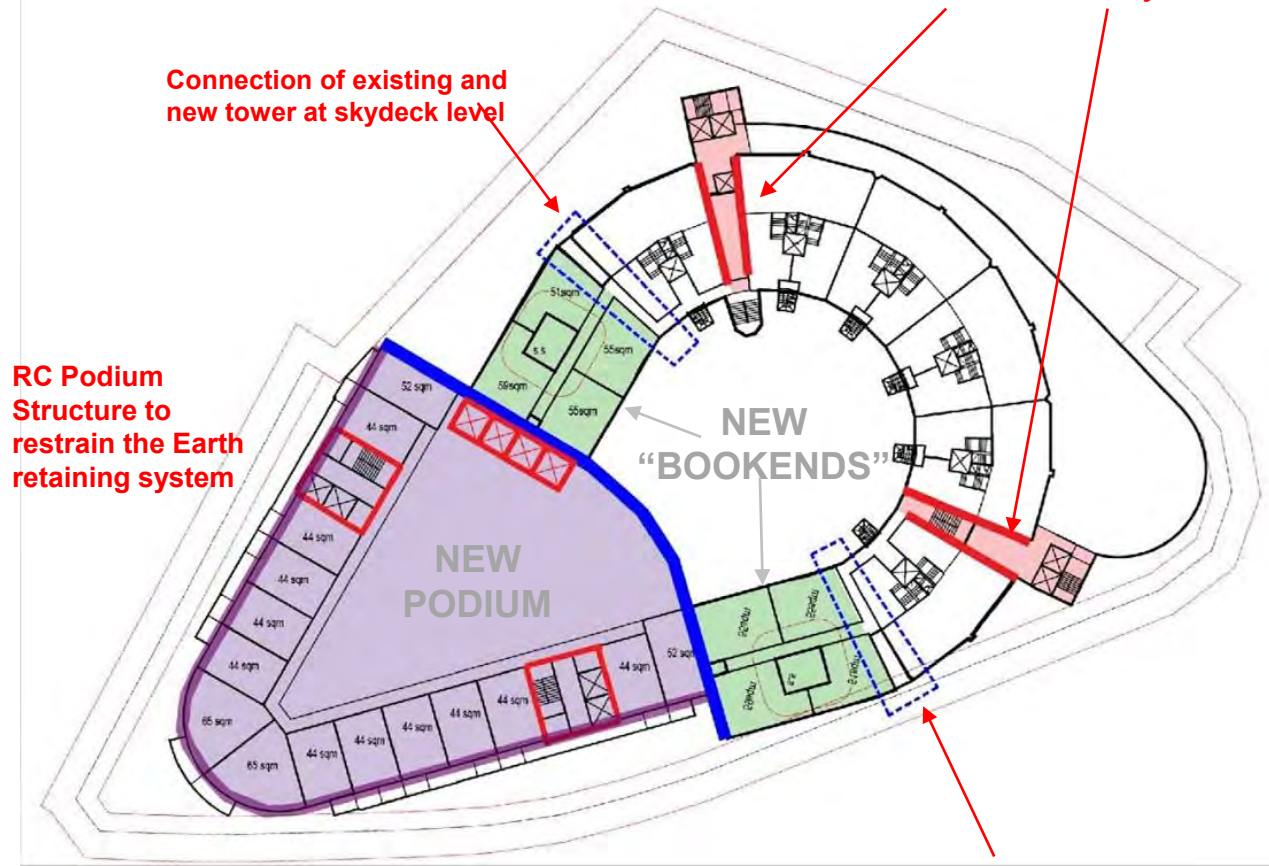 Connection of existing and
new tower at skydeck level
RC Podium
Structure to
restrain the Earth
retaining system
NEW
"BOOKENDS"
NEW
PODIUM
51sqm
s.s
55sqm
59sqm
55sqm
52 sqm
44 sqm
44 sqm
44 sqm
44 sqm
44 sqm
65 sqm
65 sqm
44 sqm
44 sqm
44 sqm
44 sqm
44 sqm
44 sqm
52 sqm
s.s